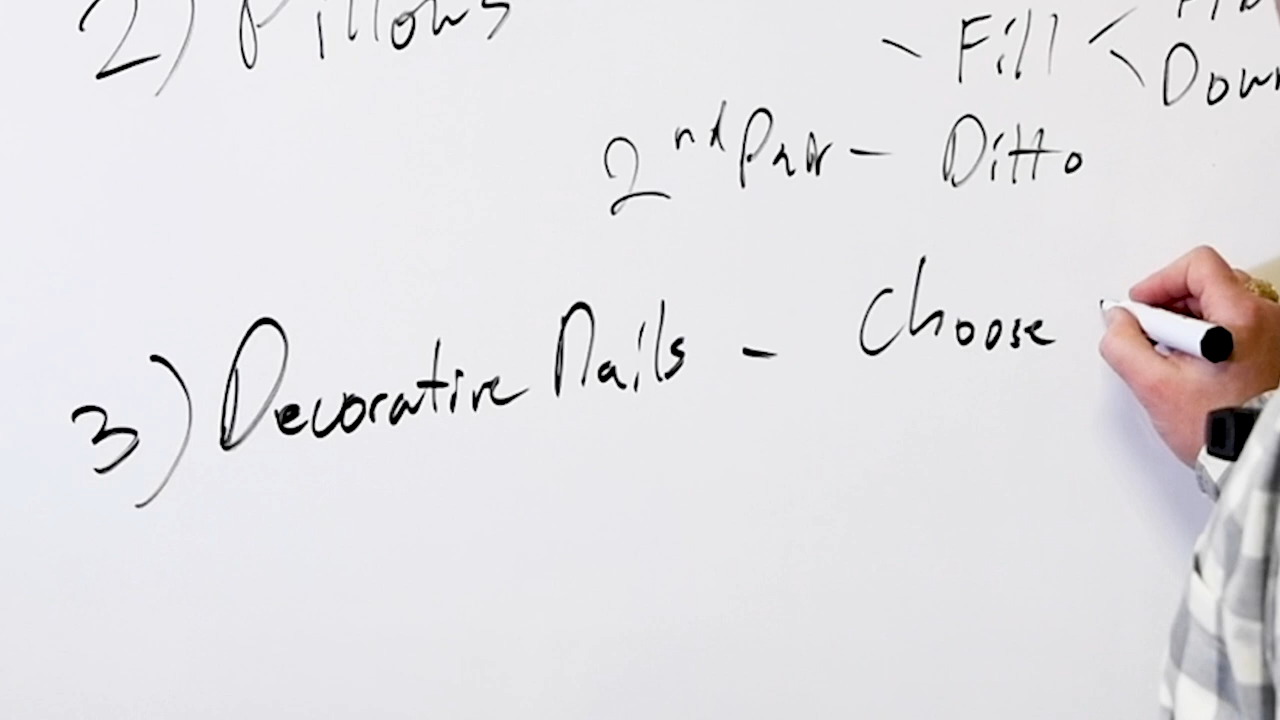 2) Pillows
- Fill < Down
2nd Pair - Ditto
3) Decorative Nails - Choose